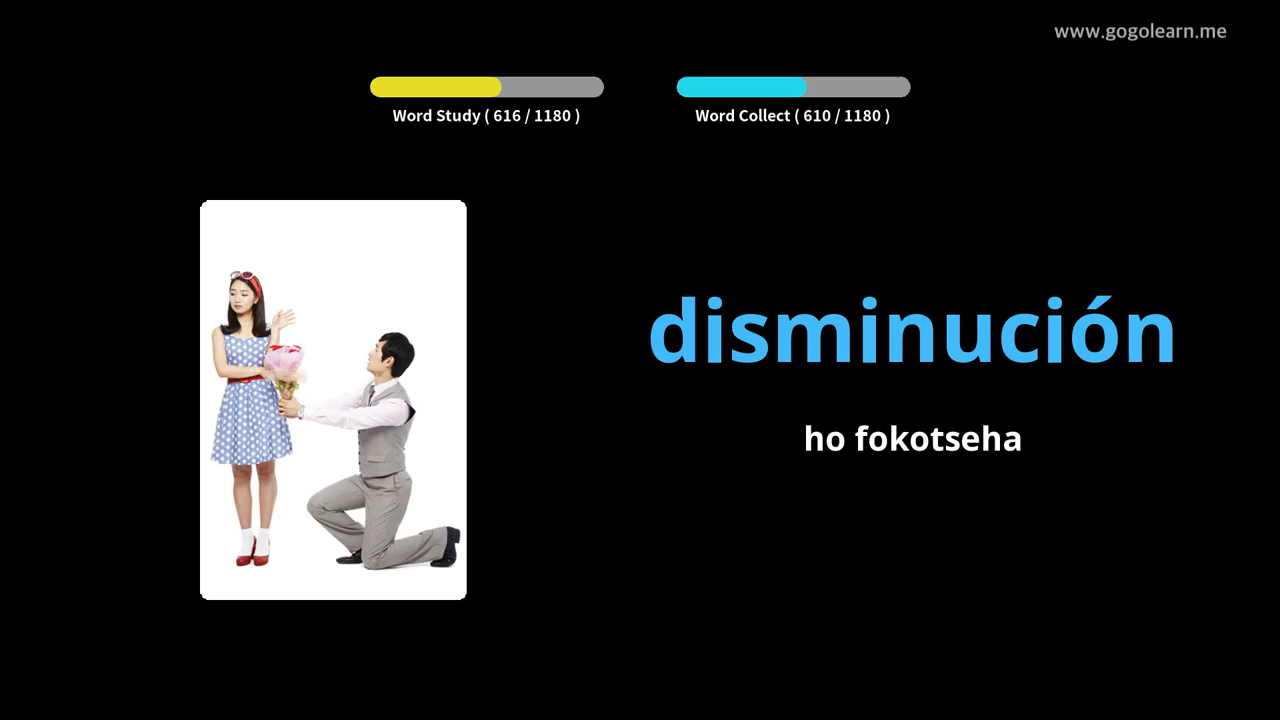 www.gogolearn.me
Word Study ( 616 / 1180 )
Word Collect ( 610 / 1180 )
disminución
ho fokotseha